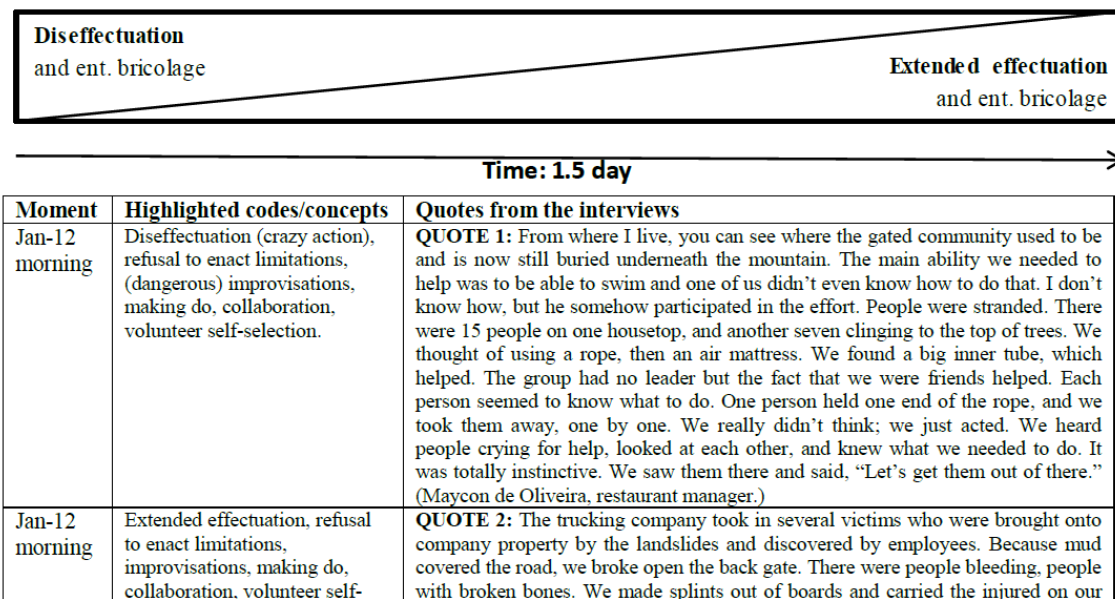 Diseffectuation
and ent. bricolage
Extended effectuation
and ent. bricolage
Time: 1.5 day
Moment Highlighted codes/concepts Quotes from the interviews
Jan-12
morning
Diseffectuation (crazy action),
refusal to enact limitations,
(dangerous) improvisations,
making do, collaboration,
volunteer self-selection.
QUOTE 1: From where I live, you can see where the gated community used to be
and is now still buried underneath the mountain. The main ability we needed to
help was to be able to swim and one of us didn't even know how to do that. I don't
know how, but he somehow participated in the effort. People were stranded. There
were 15 people on one housetop, and another seven clinging to the top of trees. We
thought of using a rope, then an air mattress. We found a big inner tube, which
helped. The group had no leader but the fact that we were friends helped. Each
person seemed to know what to do. One person held one end of the rope, and we
took them away, one by one. We really didn't think; we just acted. We heard
people crying for help, looked at each other, and knew what we needed to do. It
was totally instinctive. We saw them there and said, "Let's get them out of there."
(Maycon de Oliveira, restaurant manager.)
Jan-12
morning
Extended effectuation, refusal
to enact limitations,
improvisations, making do,
collaboration, volunteer self-
QUOTE 2: The trucking company took in several victims who were brought onto
company property by the landslides and discovered by employees. Because mud
covered the road, we broke open the back gate. There were people bleeding, people
with broken bones. We made splints out of boards and carried the injured on our